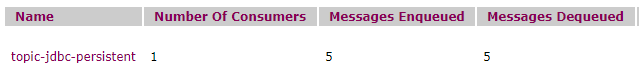 Name Number Of Consumers Messages Enqueued Messages Dequeued
topic-jdbc-persistent 1 5 5